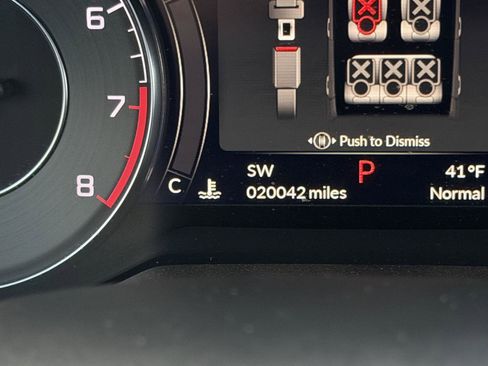 6
7
8
Push to Dismiss
C
SW P 41°F
020042 miles Normal